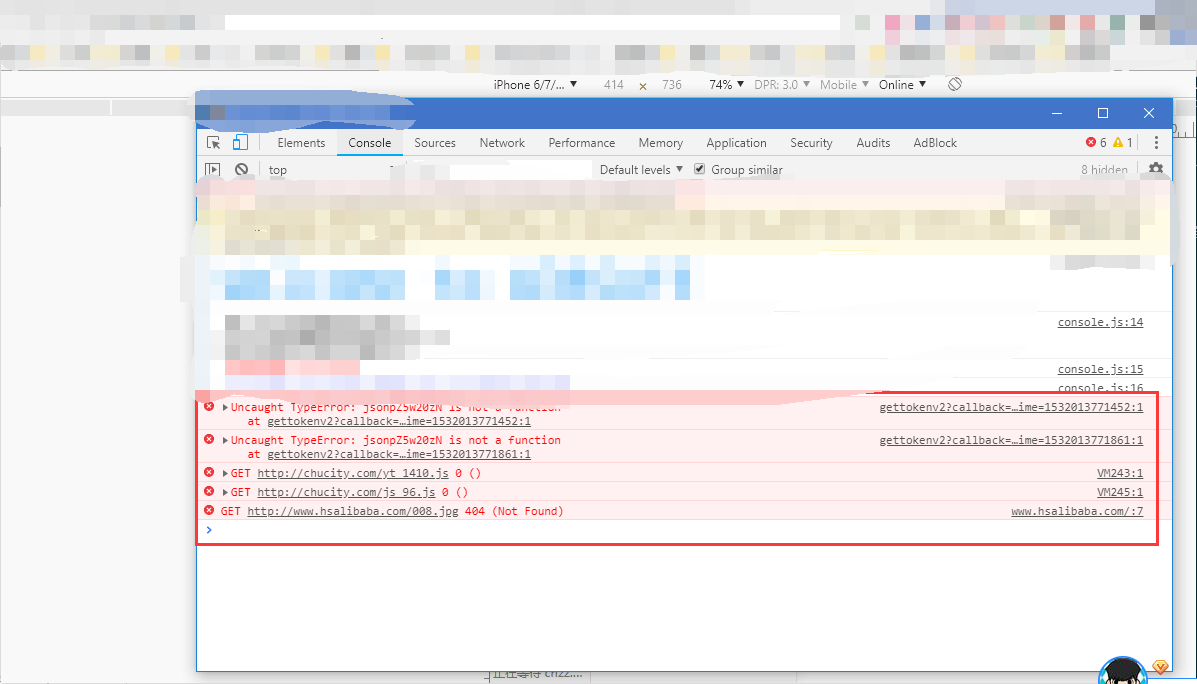 iPhone 6/7/... ▼ 414 × 736 74% ▼ DPR: 3.0 ▼ Mobile ▼ Online ▼
Elements Console Sources Network Performance Memory Application Security Audits AdBlock 6 1
top Default levels ▼ Group similar 8 hidden
console.js:14
console.js:15
console.js:16
Uncaught TypeError: jsonpZ5w20zN is not a function gettokenv2?callback=…ime=1532013771452:1
at gettokenv2?callback=…ime=1532013771452:1
Uncaught TypeError: jsonpZ5w20zN is not a function gettokenv2?callback=…ime=1532013771861:1
at gettokenv2?callback=…ime=1532013771861:1
GET http://chucity.com/yt_1410.js 0 () VM243:1
GET http://chucity.com/js_96.js 0 () VM245:1
GET http://www.hsalibaba.com/008.jpg 404 (Not Found) www.hsalibaba.com/:7
>
正在等待 cnzz....